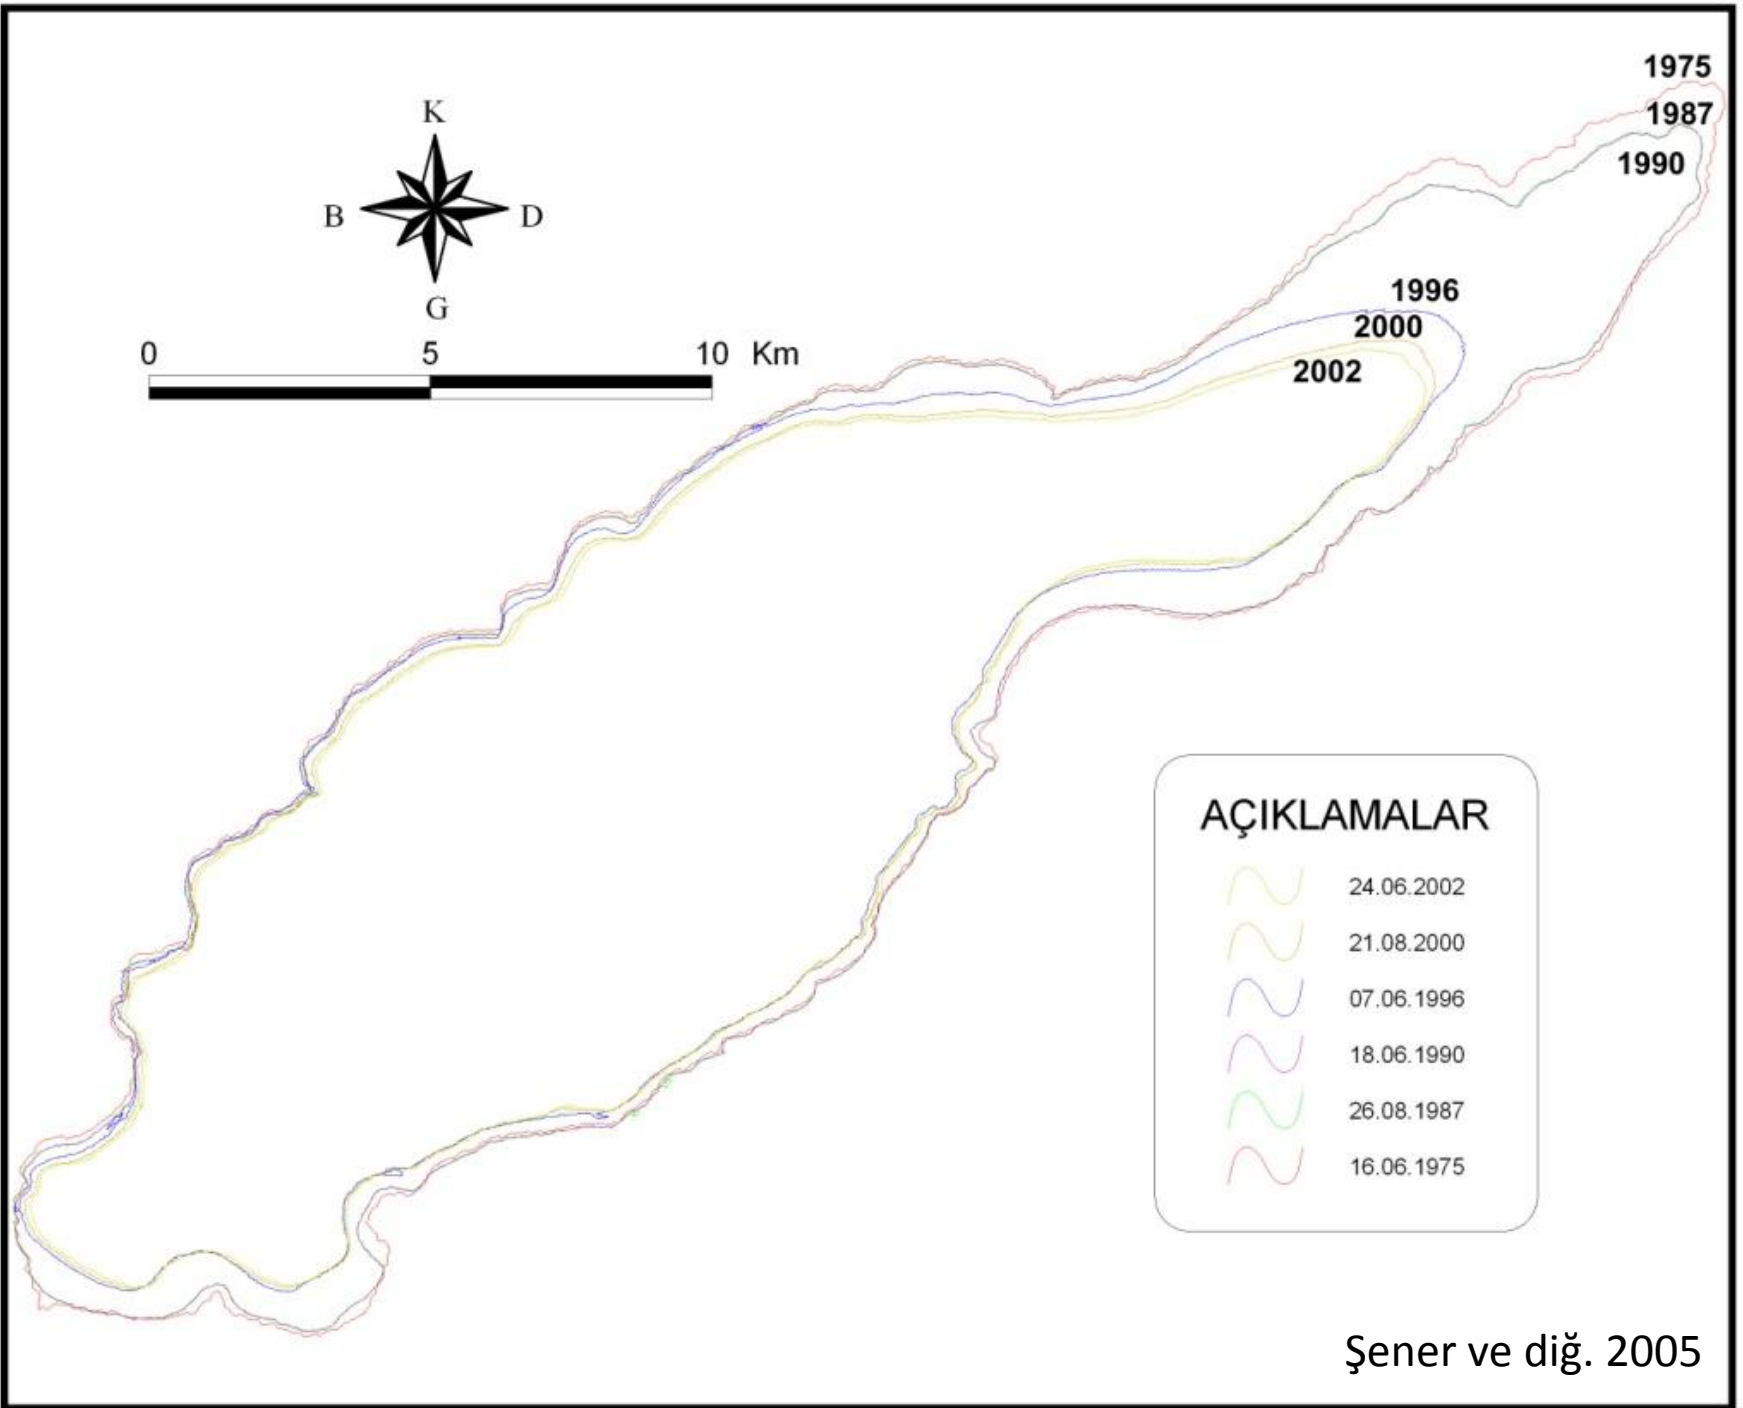 1975
1987
1990
K
B D
G
1996
2000
2002
0 5 10 Km
AÇIKLAMALAR
24.06.2002
21.08.2000
07.06.1996
18.06.1990
26.08.1987
16.06.1975
Şener ve diğ. 2005